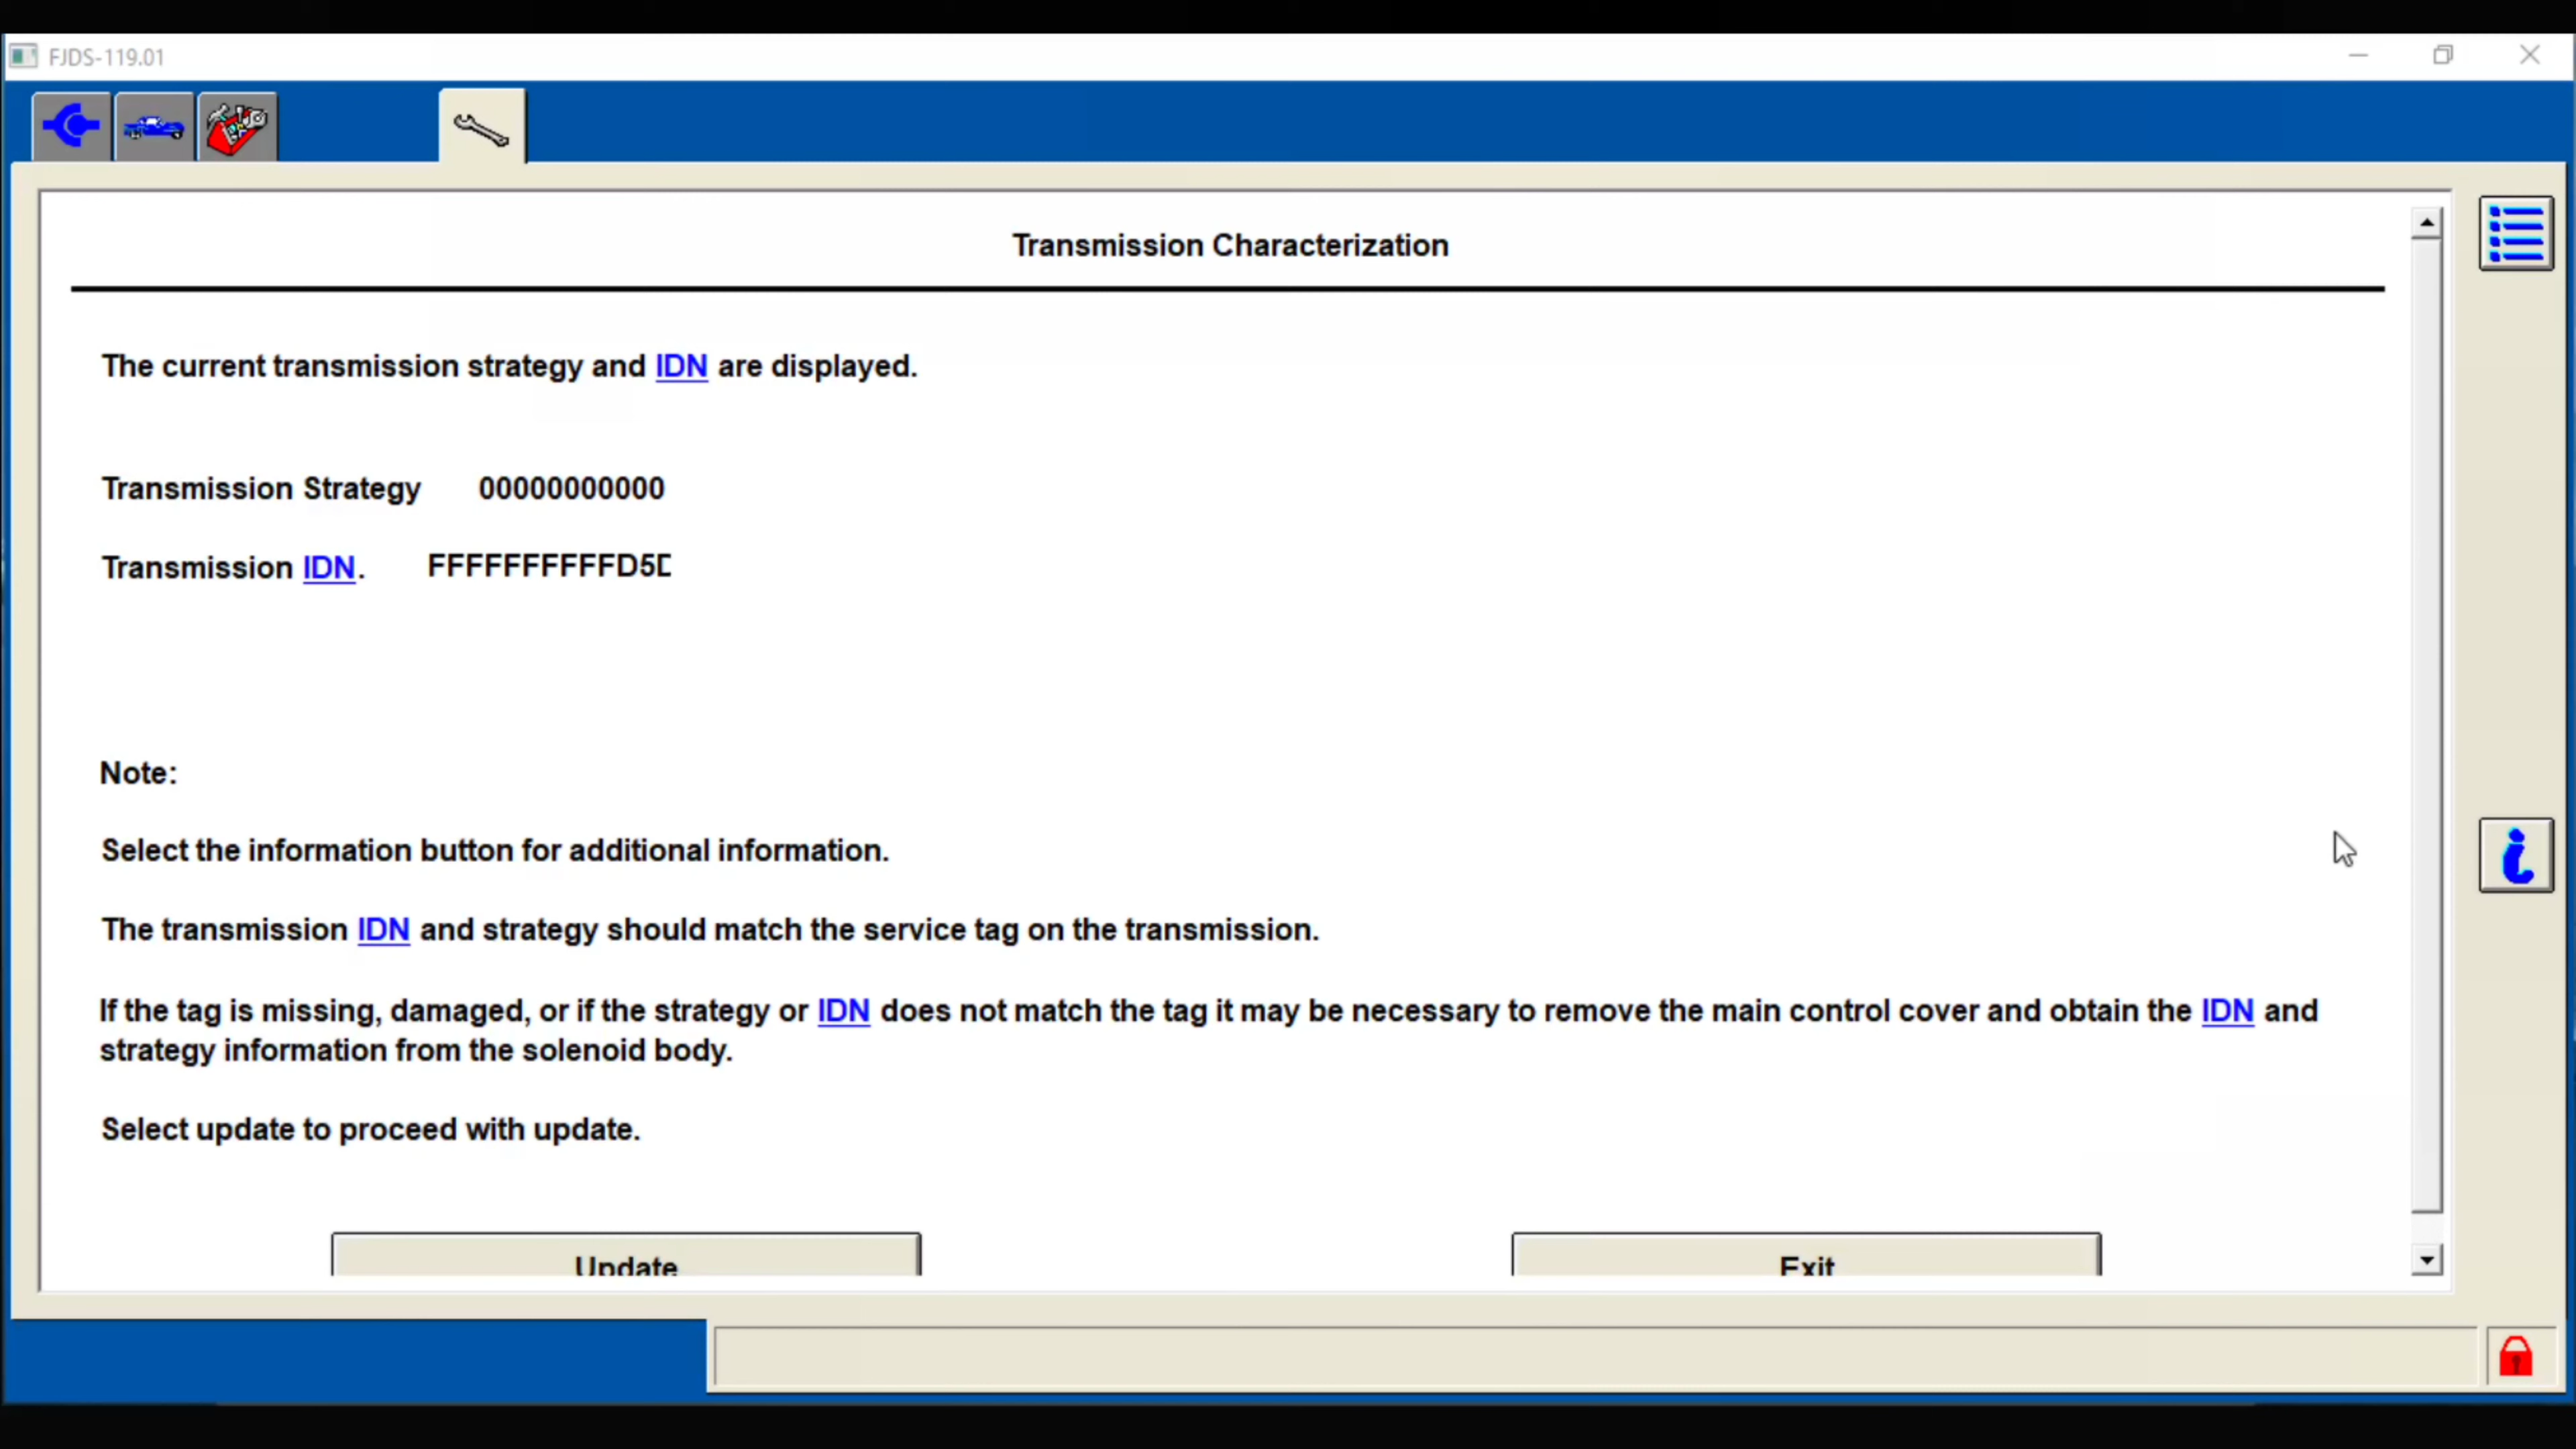 FJDS-119.01
Transmission Characterization
The current transmission strategy and IDN are displayed.
Transmission Strategy 00000000000
Transmission IDN. FFFFFFFFFFD5D
Note:
Select the information button for additional information.
The transmission IDN and strategy should match the service tag on the transmission.
If the tag is missing, damaged, or if the strategy or IDN does not match the tag it may be necessary to remove the main control cover and obtain the IDN and
strategy information from the solenoid body.
Select update to proceed with update.
Update Exit